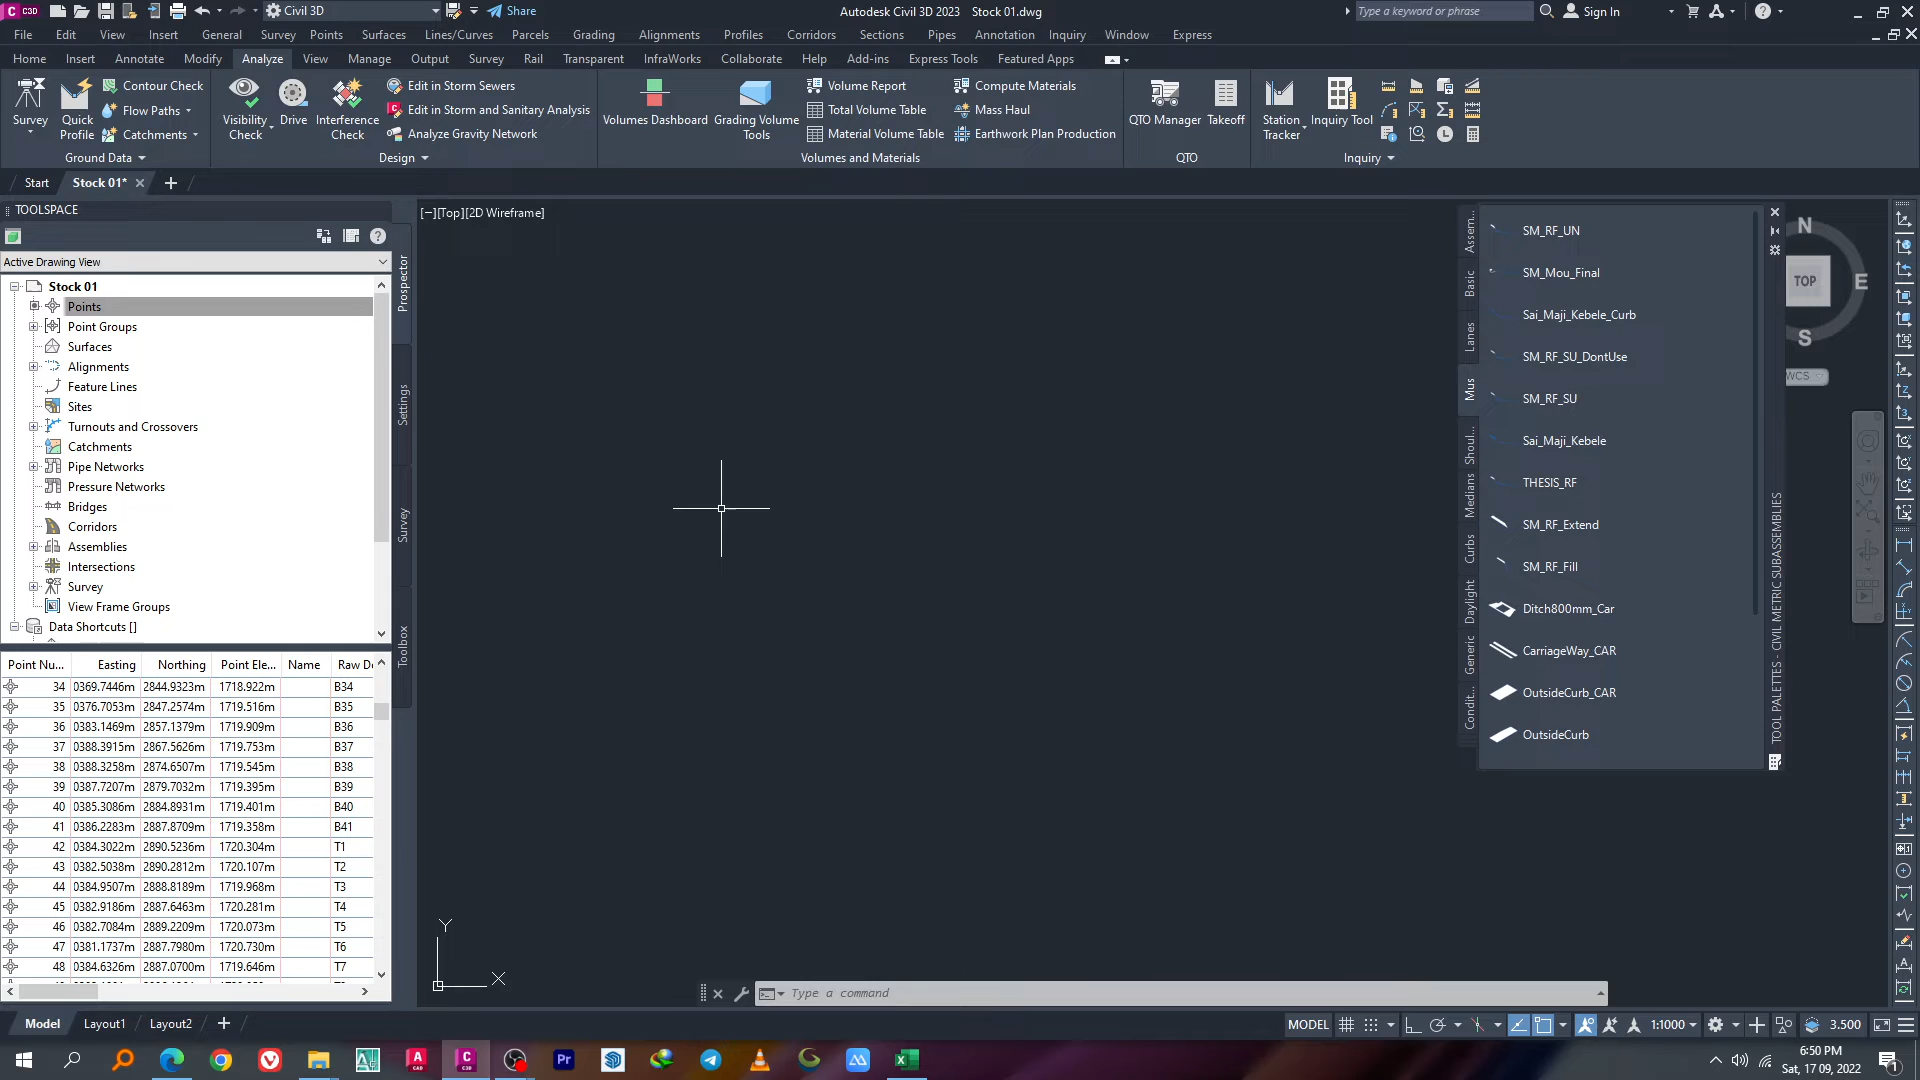 C3D
Civil 3D
Share
Autodesk Civil 3D 2023 Stock 01.dwg
Type a keyword or phrase
Sign In
File Edit View Insert General Survey Points Surfaces Lines/Curves Parcels Grading Alignments Profiles Corridors Sections Pipes Annotation Inquiry Window Express
Home Insert Annotate Modify Analyze View Manage Output Survey Rail Transparent InfraWorks Collaborate Help Add-ins Express Tools Featured Apps
Survey
Quick Profile
Contour Check
Flow Paths
Catchments
Ground Data
Visibility Check
Drive
Interference Check
Edit in Storm Sewers
Edit in Storm and Sanitary Analysis
Analyze Gravity Network
Design
Volumes Dashboard
Grading Volume Tools
Volume Report
Total Volume Table
Material Volume Table
Compute Materials
Mass Haul
Earthwork Plan Production
Volumes and Materials
QTO Manager
Takeoff
QTO
Station Tracker
Inquiry Tool
Inquiry
Start
Stock 01*
TOOLSPACE
Active Drawing View
Stock 01
Points
Point Groups
Surfaces
Alignments
Feature Lines
Sites
Turnouts and Crossovers
Catchments
Pipe Networks
Pressure Networks
Bridges
Corridors
Assemblies
Intersections
Survey
View Frame Groups
Data Shortcuts []
Prospector
Settings
Survey
Toolbox
Point Nu... Easting Northing Point Ele... Name Raw De
34 0369.7446m 2844.9323m 1718.922m B34
35 0376.7053m 2847.2574m 1719.516m B35
36 0383.1469m 2857.1379m 1719.909m B36
37 0388.3915m 2867.5626m 1719.753m B37
38 0388.3258m 2874.6507m 1719.545m B38
39 0387.7207m 2879.7032m 1719.395m B39
40 0385.3086m 2884.8931m 1719.401m B40
41 0386.2283m 2887.8709m 1719.358m B41
42 0384.3022m 2890.5236m 1720.304m T1
43 0382.5038m 2890.2812m 1720.107m T2
44 0384.9507m 2888.8189m 1719.968m T3
45 0382.9186m 2887.6463m 1720.281m T4
46 0382.7084m 2889.2209m 1720.073m T5
47 0381.1737m 2887.7980m 1720.730m T6
48 0384.6326m 2887.0700m 1719.646m T7
[−][Top][2D Wireframe]
Y
X
Assem...
Basic
Lanes
Mus
Shoul...
Medians
Curbs
Daylight
Generic
Condit...
SM_RF_UN
SM_Mou_Final
Sai_Maji_Kebele_Curb
SM_RF_SU_DontUse
SM_RF_SU
Sai_Maji_Kebele
THESIS_RF
SM_RF_Extend
SM_RF_Fill
Ditch800mm_Car
CarriageWay_CAR
OutsideCurb_CAR
OutsideCurb
TOOL PALETTES - CIVIL METRIC SUBASSEMBLIES
N
TOP
E
S
WCS
Type a command
Model Layout1 Layout2
MODEL
1:1000
3.500
6:50 PM
Sat, 17 09, 2022